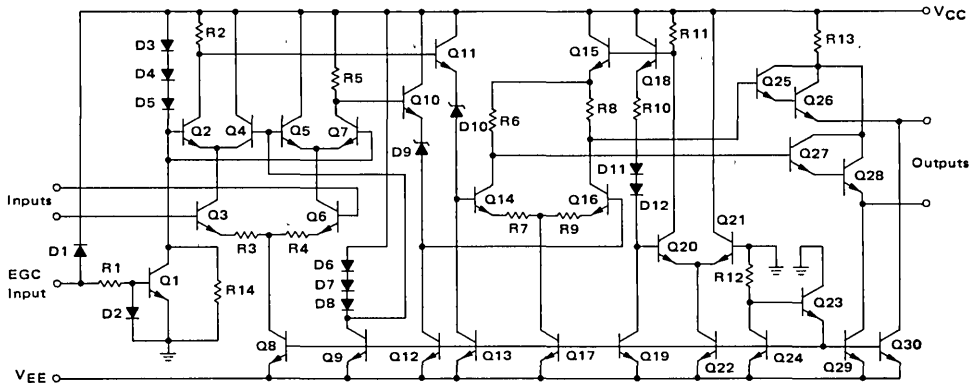 VCC
D3
R2
Q11
Q15
Q18
R11
R13
D4
R5
Q25
Q26
D5
Q10
R8
R10
Q2
Q4
Q5
Q7
D10
R6
D9
D11
Q27
Q28
Outputs
Inputs
Q3
Q6
Q14
Q16
D12
R3
R4
R7
R9
Q20
Q21
D1
EGC
Input
R1
Q1
R14
D6
D7
D8
R12
Q23
D2
Q8
Q9
Q12
Q13
Q17
Q19
Q22
Q24
Q29
Q30
VEE